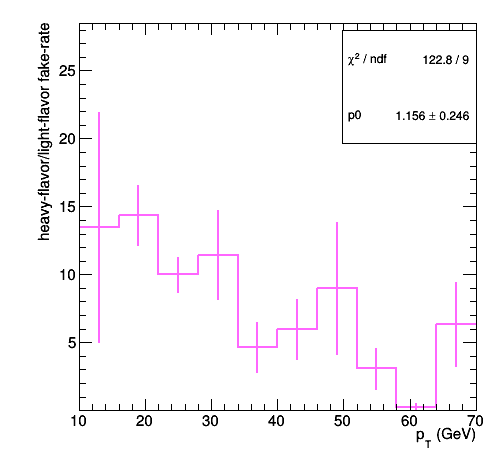 heavy-flavor/light-flavor fake-rate
χ² / ndf 122.8 / 9
p0 1.156 ± 0.246
25
20
15
10
5
10 20 30 40 50 60 70
p_T (GeV)